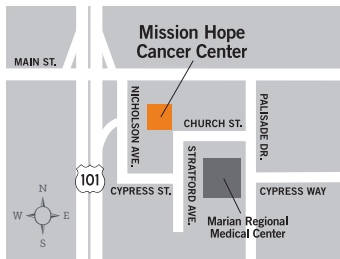 Mission Hope
Cancer Center
MAIN ST.
NICHOLSON AVE.
CHURCH ST.
PALISADE DR.
STRATFORD AVE.
101
CYPRESS ST.
CYPRESS WAY
N
W
E
S
Marian Regional
Medical Center